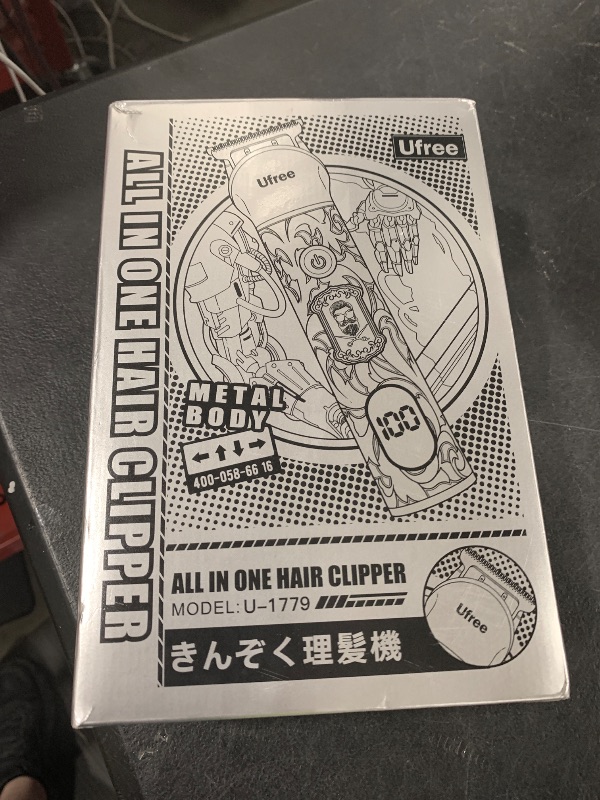 ALL IN ONE HAIR CLIPPER
Ufree
Ufree
METAL
BODY
100
400-058-66 16
ALL IN ONE HAIR CLIPPER
MODEL: U-1779
きんぞく理髪機
Ufree